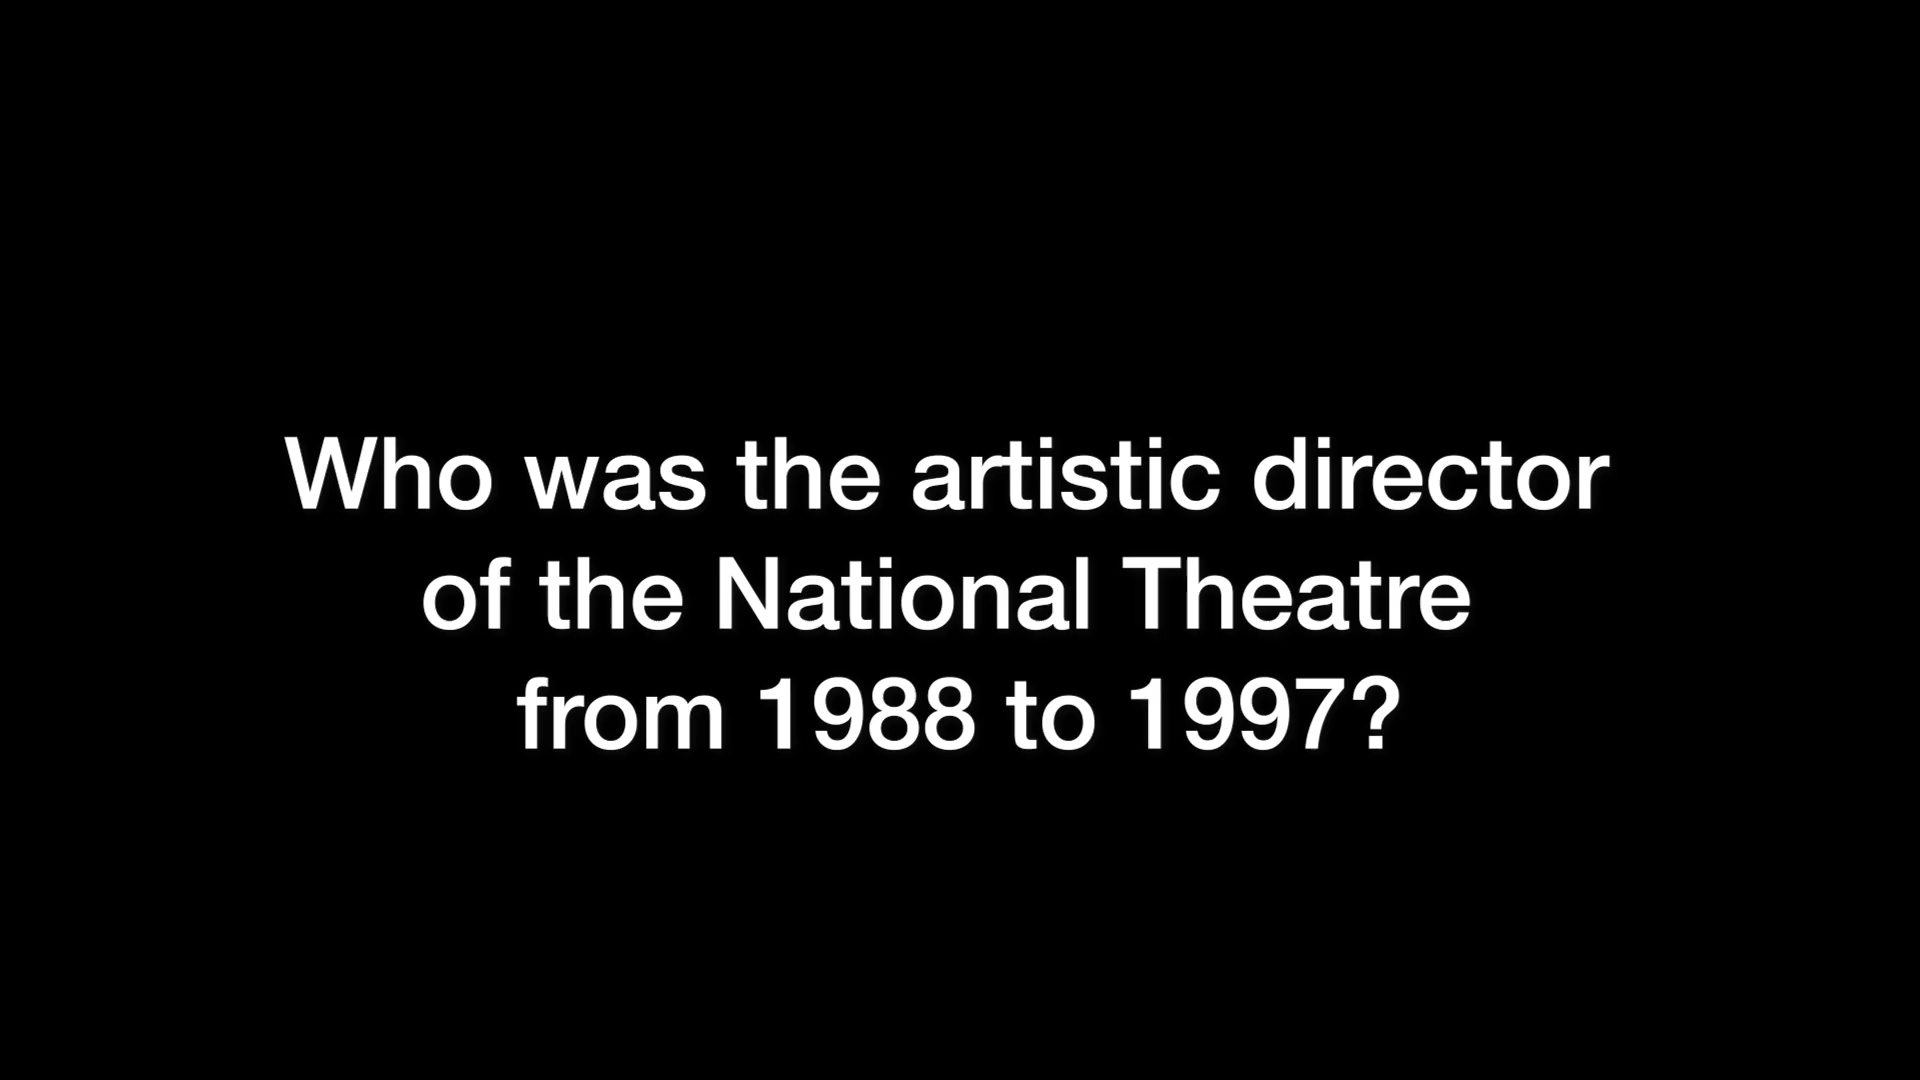 Who was the artistic director
of the National Theatre
from 1988 to 1997?